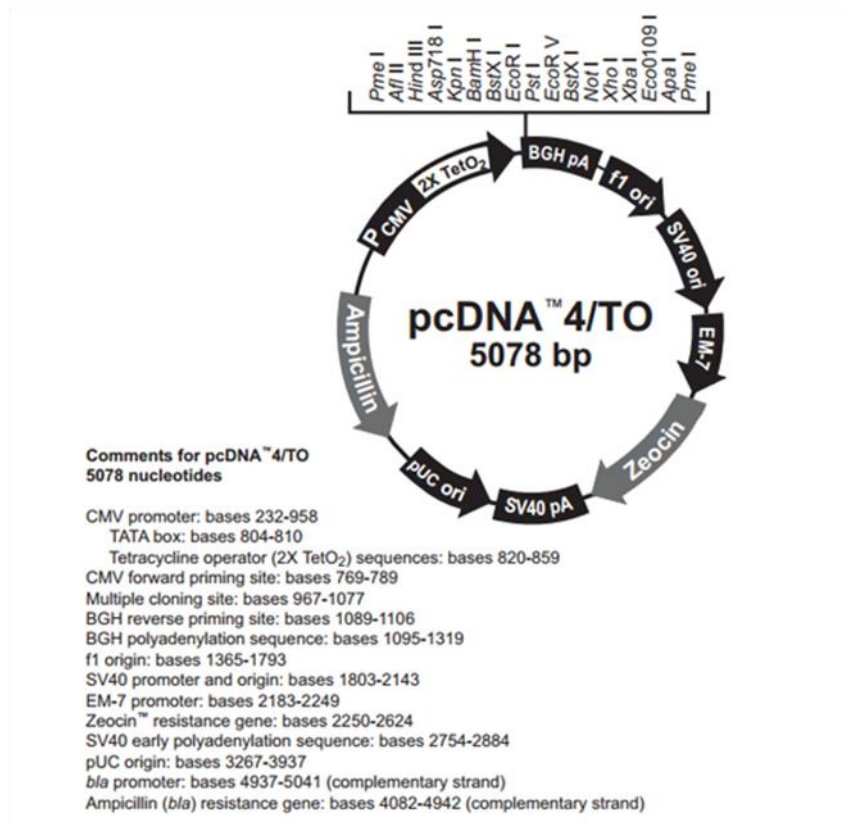 Pme I
Afl II
Hind III
Asp718 I
Kpn I
BamH I
BstX I
EcoR I
Pst I
EcoR V
BstX I
Not I
Xho I
Xba I
Eco0109 I
Apa I
Pme I
PCMV
2X TetO2
BGH pA
f1 ori
SV40 ori
EM-7
Zeocin
SV40 pA
pUC ori
Ampicillin
pcDNA™4/TO
5078 bp
Comments for pcDNA™4/TO
5078 nucleotides
CMV promoter: bases 232-958
TATA box: bases 804-810
Tetracycline operator (2X TetO2) sequences: bases 820-859
CMV forward priming site: bases 769-789
Multiple cloning site: bases 967-1077
BGH reverse priming site: bases 1089-1106
BGH polyadenylation sequence: bases 1095-1319
f1 origin: bases 1365-1793
SV40 promoter and origin: bases 1803-2143
EM-7 promoter: bases 2183-2249
Zeocin™ resistance gene: bases 2250-2624
SV40 early polyadenylation sequence: bases 2754-2884
pUC origin: bases 3267-3937
bla promoter: bases 4937-5041 (complementary strand)
Ampicillin (bla) resistance gene: bases 4082-4942 (complementary strand)